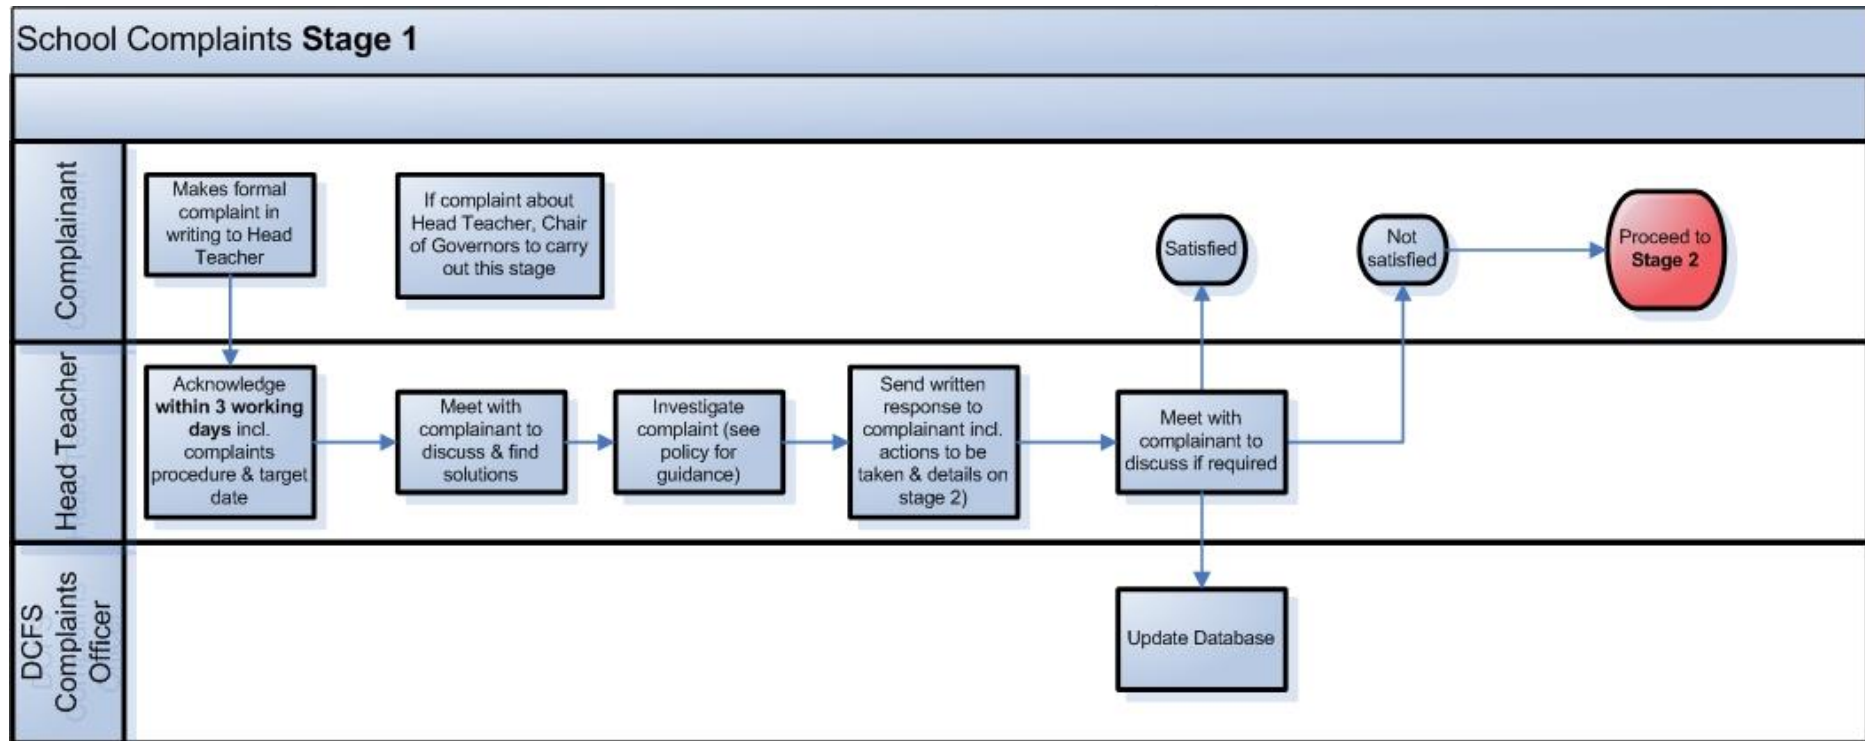 School Complaints Stage 1
Complainant
Makes formal
complaint in
writing to Head
Teacher
If complaint about
Head Teacher, Chair
of Governors to carry
out this stage
Satisfied
Not
satisfied
Proceed to
Stage 2
Head Teacher
Acknowledge
within 3 working
days incl.
complaints
procedure & target
date
Meet with
complainant to
discuss & find
solutions
Investigate
complaint (see
policy for
guidance)
Send written
response to
complainant incl.
actions to be
taken & details on
stage 2)
Meet with
complainant to
discuss if required
DCFS
Complaints
Officer
Update Database